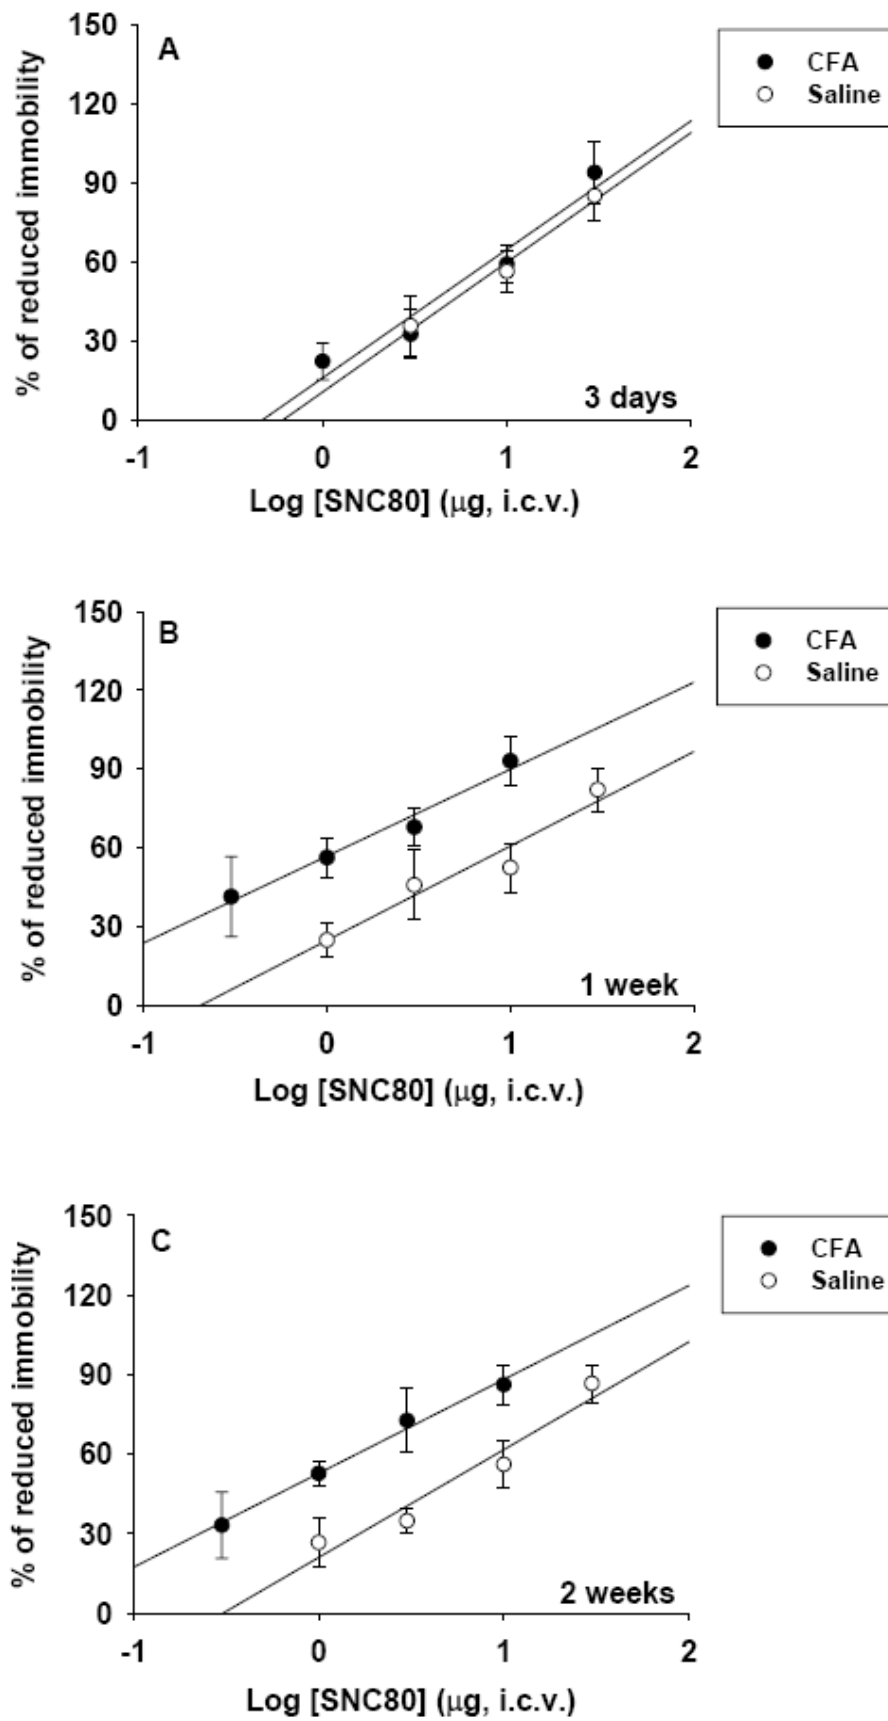 150
A
CFA
Saline
120
90
60
30
0
% of reduced immobility
3 days
-1
0
1
2
Log [SNC80] (μg, i.c.v.)
150
B
CFA
Saline
120
90
60
30
0
% of reduced immobility
1 week
-1
0
1
2
Log [SNC80] (μg, i.c.v.)
150
C
CFA
Saline
120
90
60
30
0
% of reduced immobility
2 weeks
-1
0
1
2
Log [SNC80] (μg, i.c.v.)